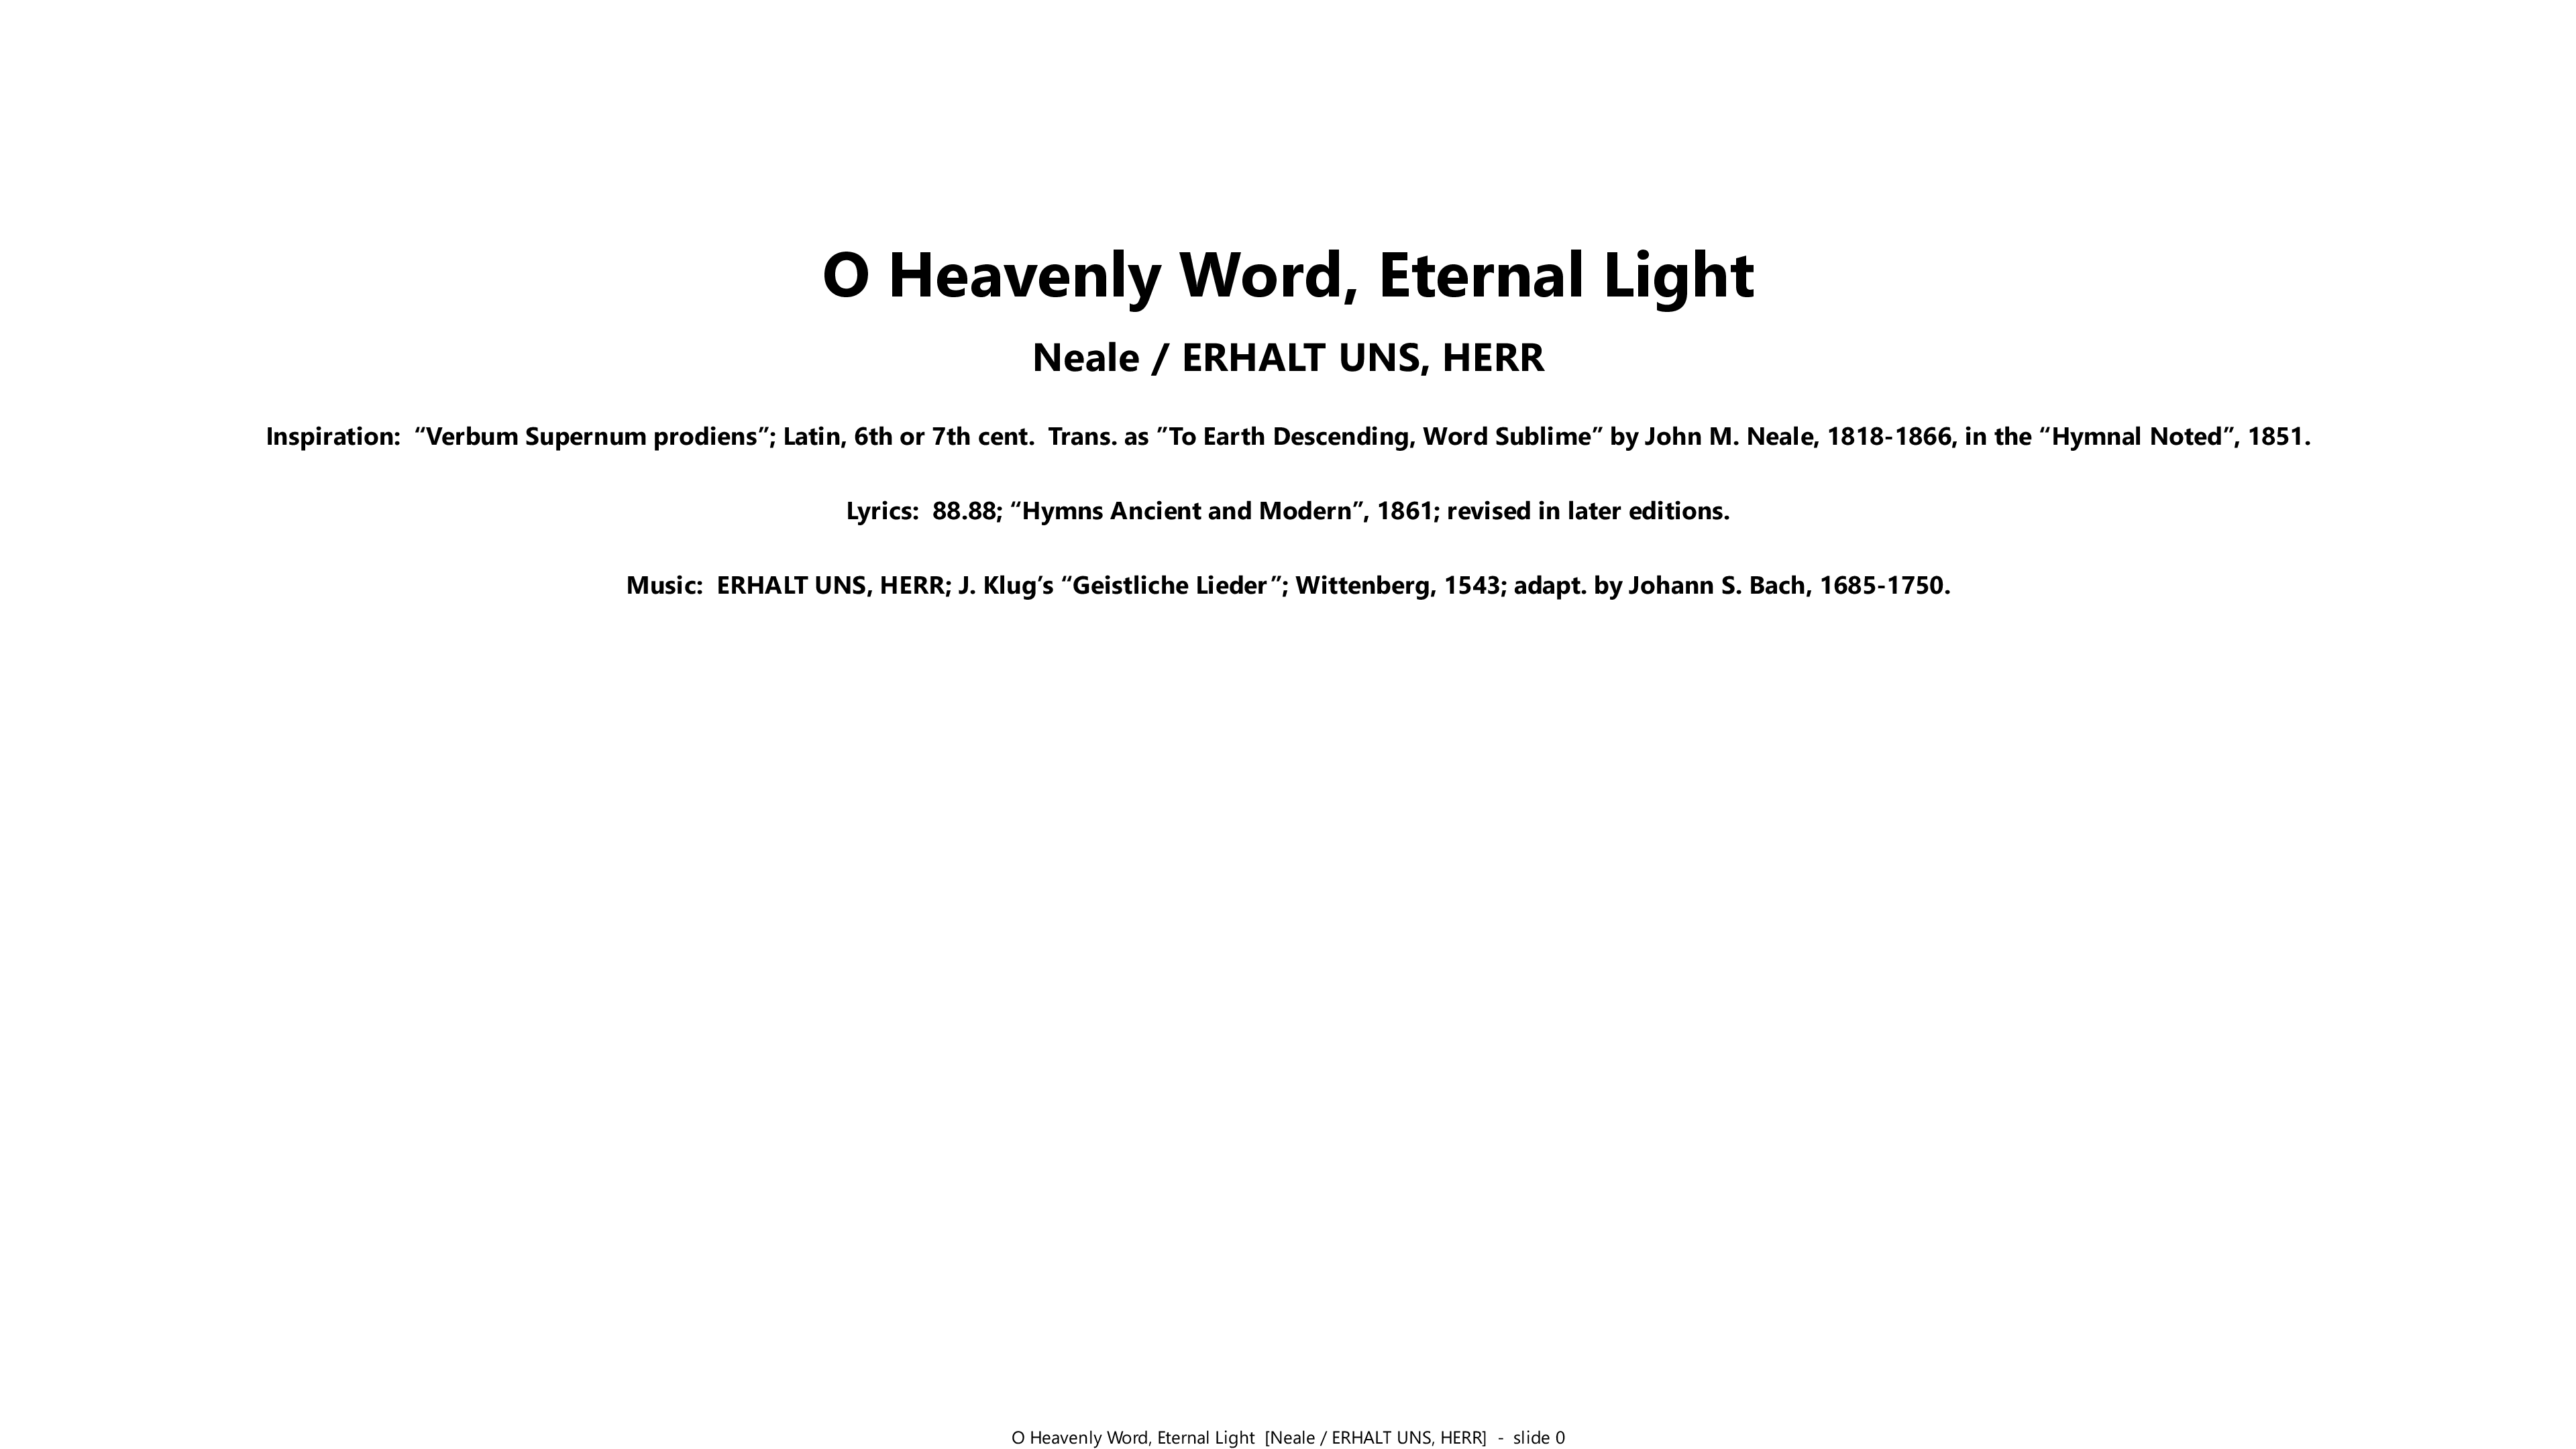 O Heavenly Word, Eternal Light
Neale / ERHALT UNS, HERR
Inspiration:  “Verbum Supernum prodiens”; Latin, 6th or 7th cent.  Trans. as ”To Earth Descending, Word Sublime” by John M. Neale, 1818-1866, in the “Hymnal Noted”, 1851.
Lyrics:  88.88; “Hymns Ancient and Modern”, 1861; revised in later editions.
Music:  ERHALT UNS, HERR; J. Klug’s “Geistliche Lieder”; Wittenberg, 1543; adapt. by Johann S. Bach, 1685-1750.
O Heavenly Word, Eternal Light  [Neale / ERHALT UNS, HERR]  -  slide 0